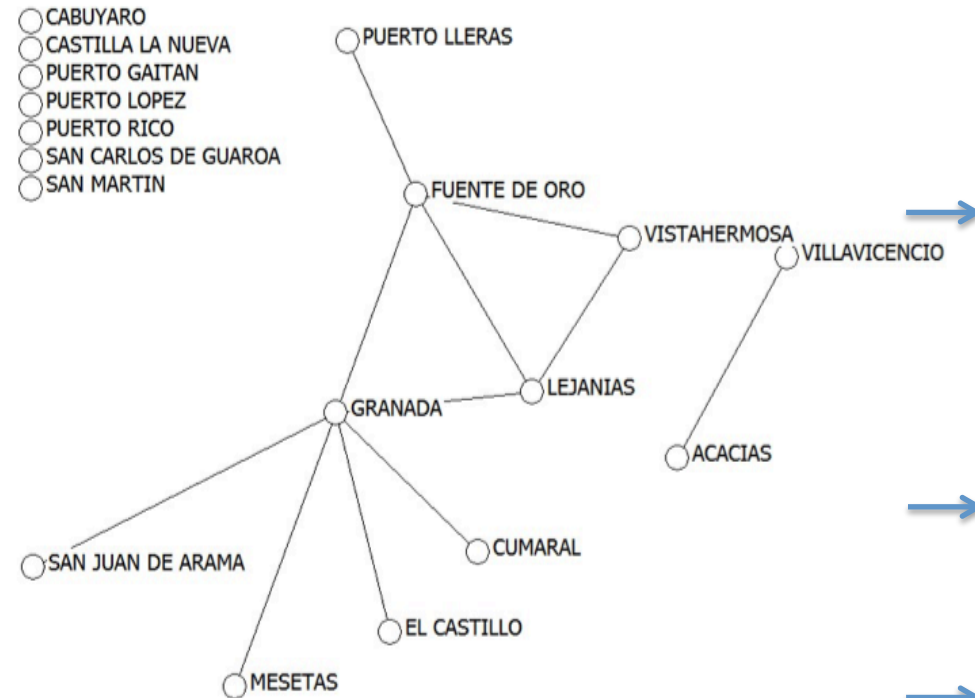 CABUYARO
CASTILLA LA NUEVA
PUERTO GAITAN
PUERTO LOPEZ
PUERTO RICO
SAN CARLOS DE GUAROA
SAN MARTIN
PUERTO LLERAS
FUENTE DE ORO
VISTAHERMOSA
VILLAVICENCIO
LEJANIAS
GRANADA
ACACIAS
CUMARAL
SAN JUAN DE ARAMA
EL CASTILLO
MESETAS